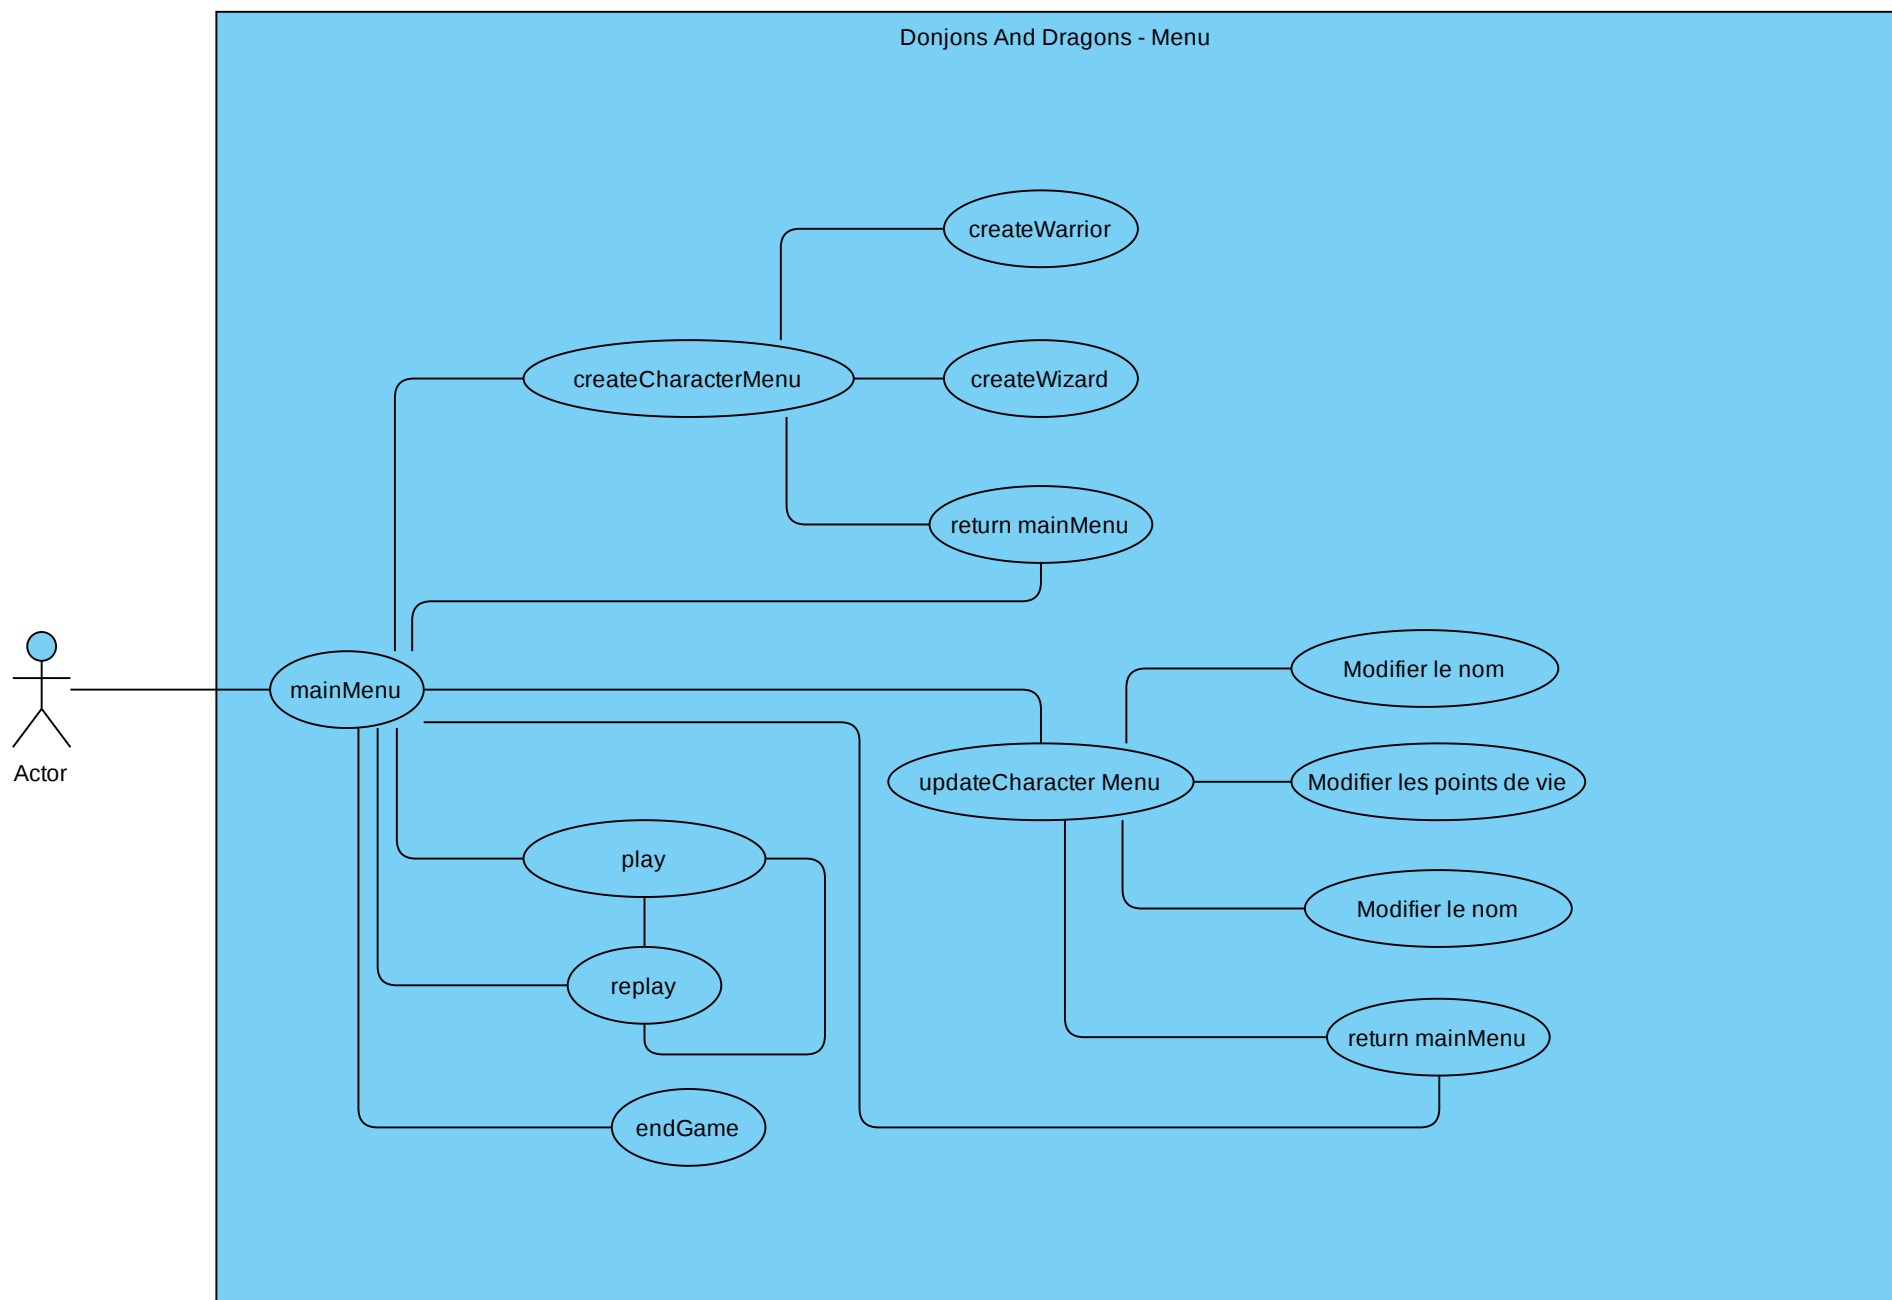 Donjons And Dragons - Menu
createWarrior
createCharacterMenu
createWizard
return mainMenu
Actor
mainMenu
Modifier le nom
updateCharacter Menu
Modifier les points de vie
play
Modifier le nom
replay
return mainMenu
endGame